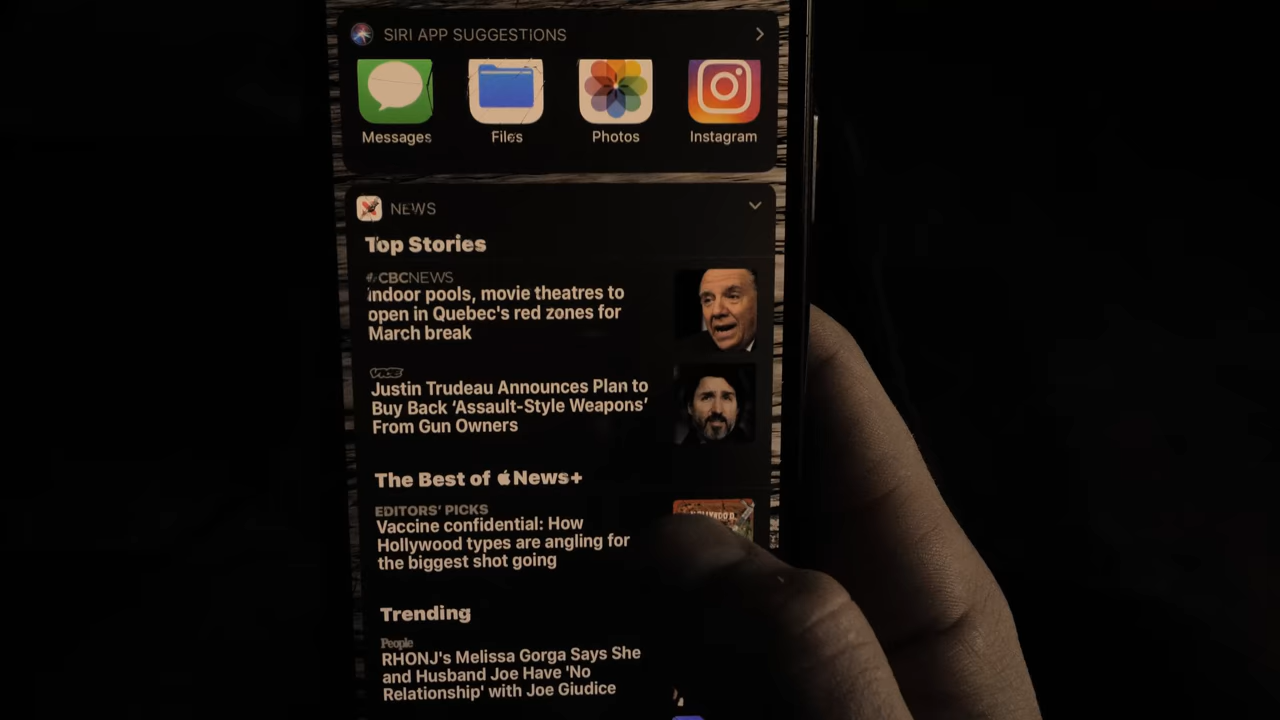 SIRI APP SUGGESTIONS
Messages
Files
Photos
Instagram
NEWS
Top Stories
CBCNEWS
Indoor pools, movie theatres to
open in Quebec's red zones for
March break
VICE
Justin Trudeau Announces Plan to
Buy Back ‘Assault-Style Weapons’
From Gun Owners
The Best of News+
EDITORS' PICKS
Vaccine confidential: How
Hollywood types are angling for
the biggest shot going
Trending
People
RHONJ's Melissa Gorga Says She
and Husband Joe Have 'No
Relationship' with Joe Giudice